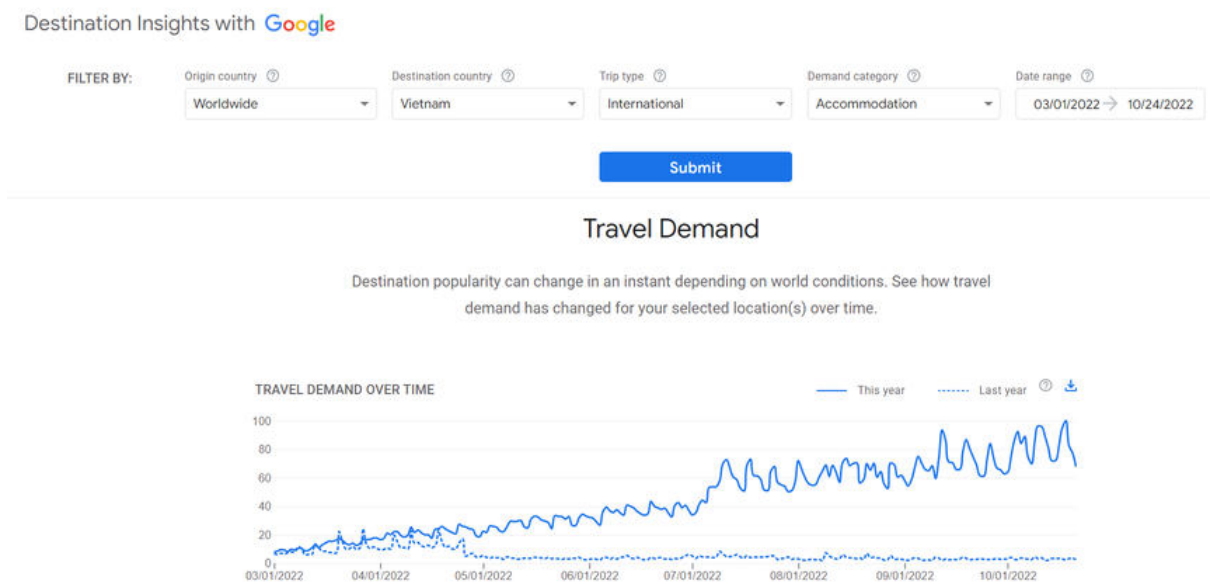 Destination Insights with Google
FILTER BY:
Origin country
Destination country
Trip type
Demand category
Date range
Worldwide
Vietnam
International
Accommodation
03/01/2022 → 10/24/2022
Submit
Travel Demand
Destination popularity can change in an instant depending on world conditions. See how travel
demand has changed for your selected location(s) over time.
TRAVEL DEMAND OVER TIME
This year
Last year
100
80
60
40
20
0
03/01/2022
04/01/2022
05/01/2022
06/01/2022
07/01/2022
08/01/2022
09/01/2022
10/01/2022